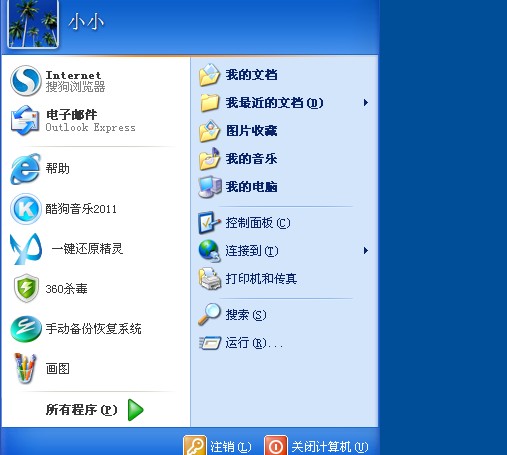 小小
Internet
搜狗浏览器
电子邮件
Outlook Express
帮助
酷狗音乐2011
一键还原精灵
360杀毒
手动备份恢复系统
画图
所有程序(P)
我的文档
我最近的文档(D)
图片收藏
我的音乐
我的电脑
控制面板(C)
连接到(T)
打印机和传真
搜索(S)
运行(R)...
注销(L)
关闭计算机(U)